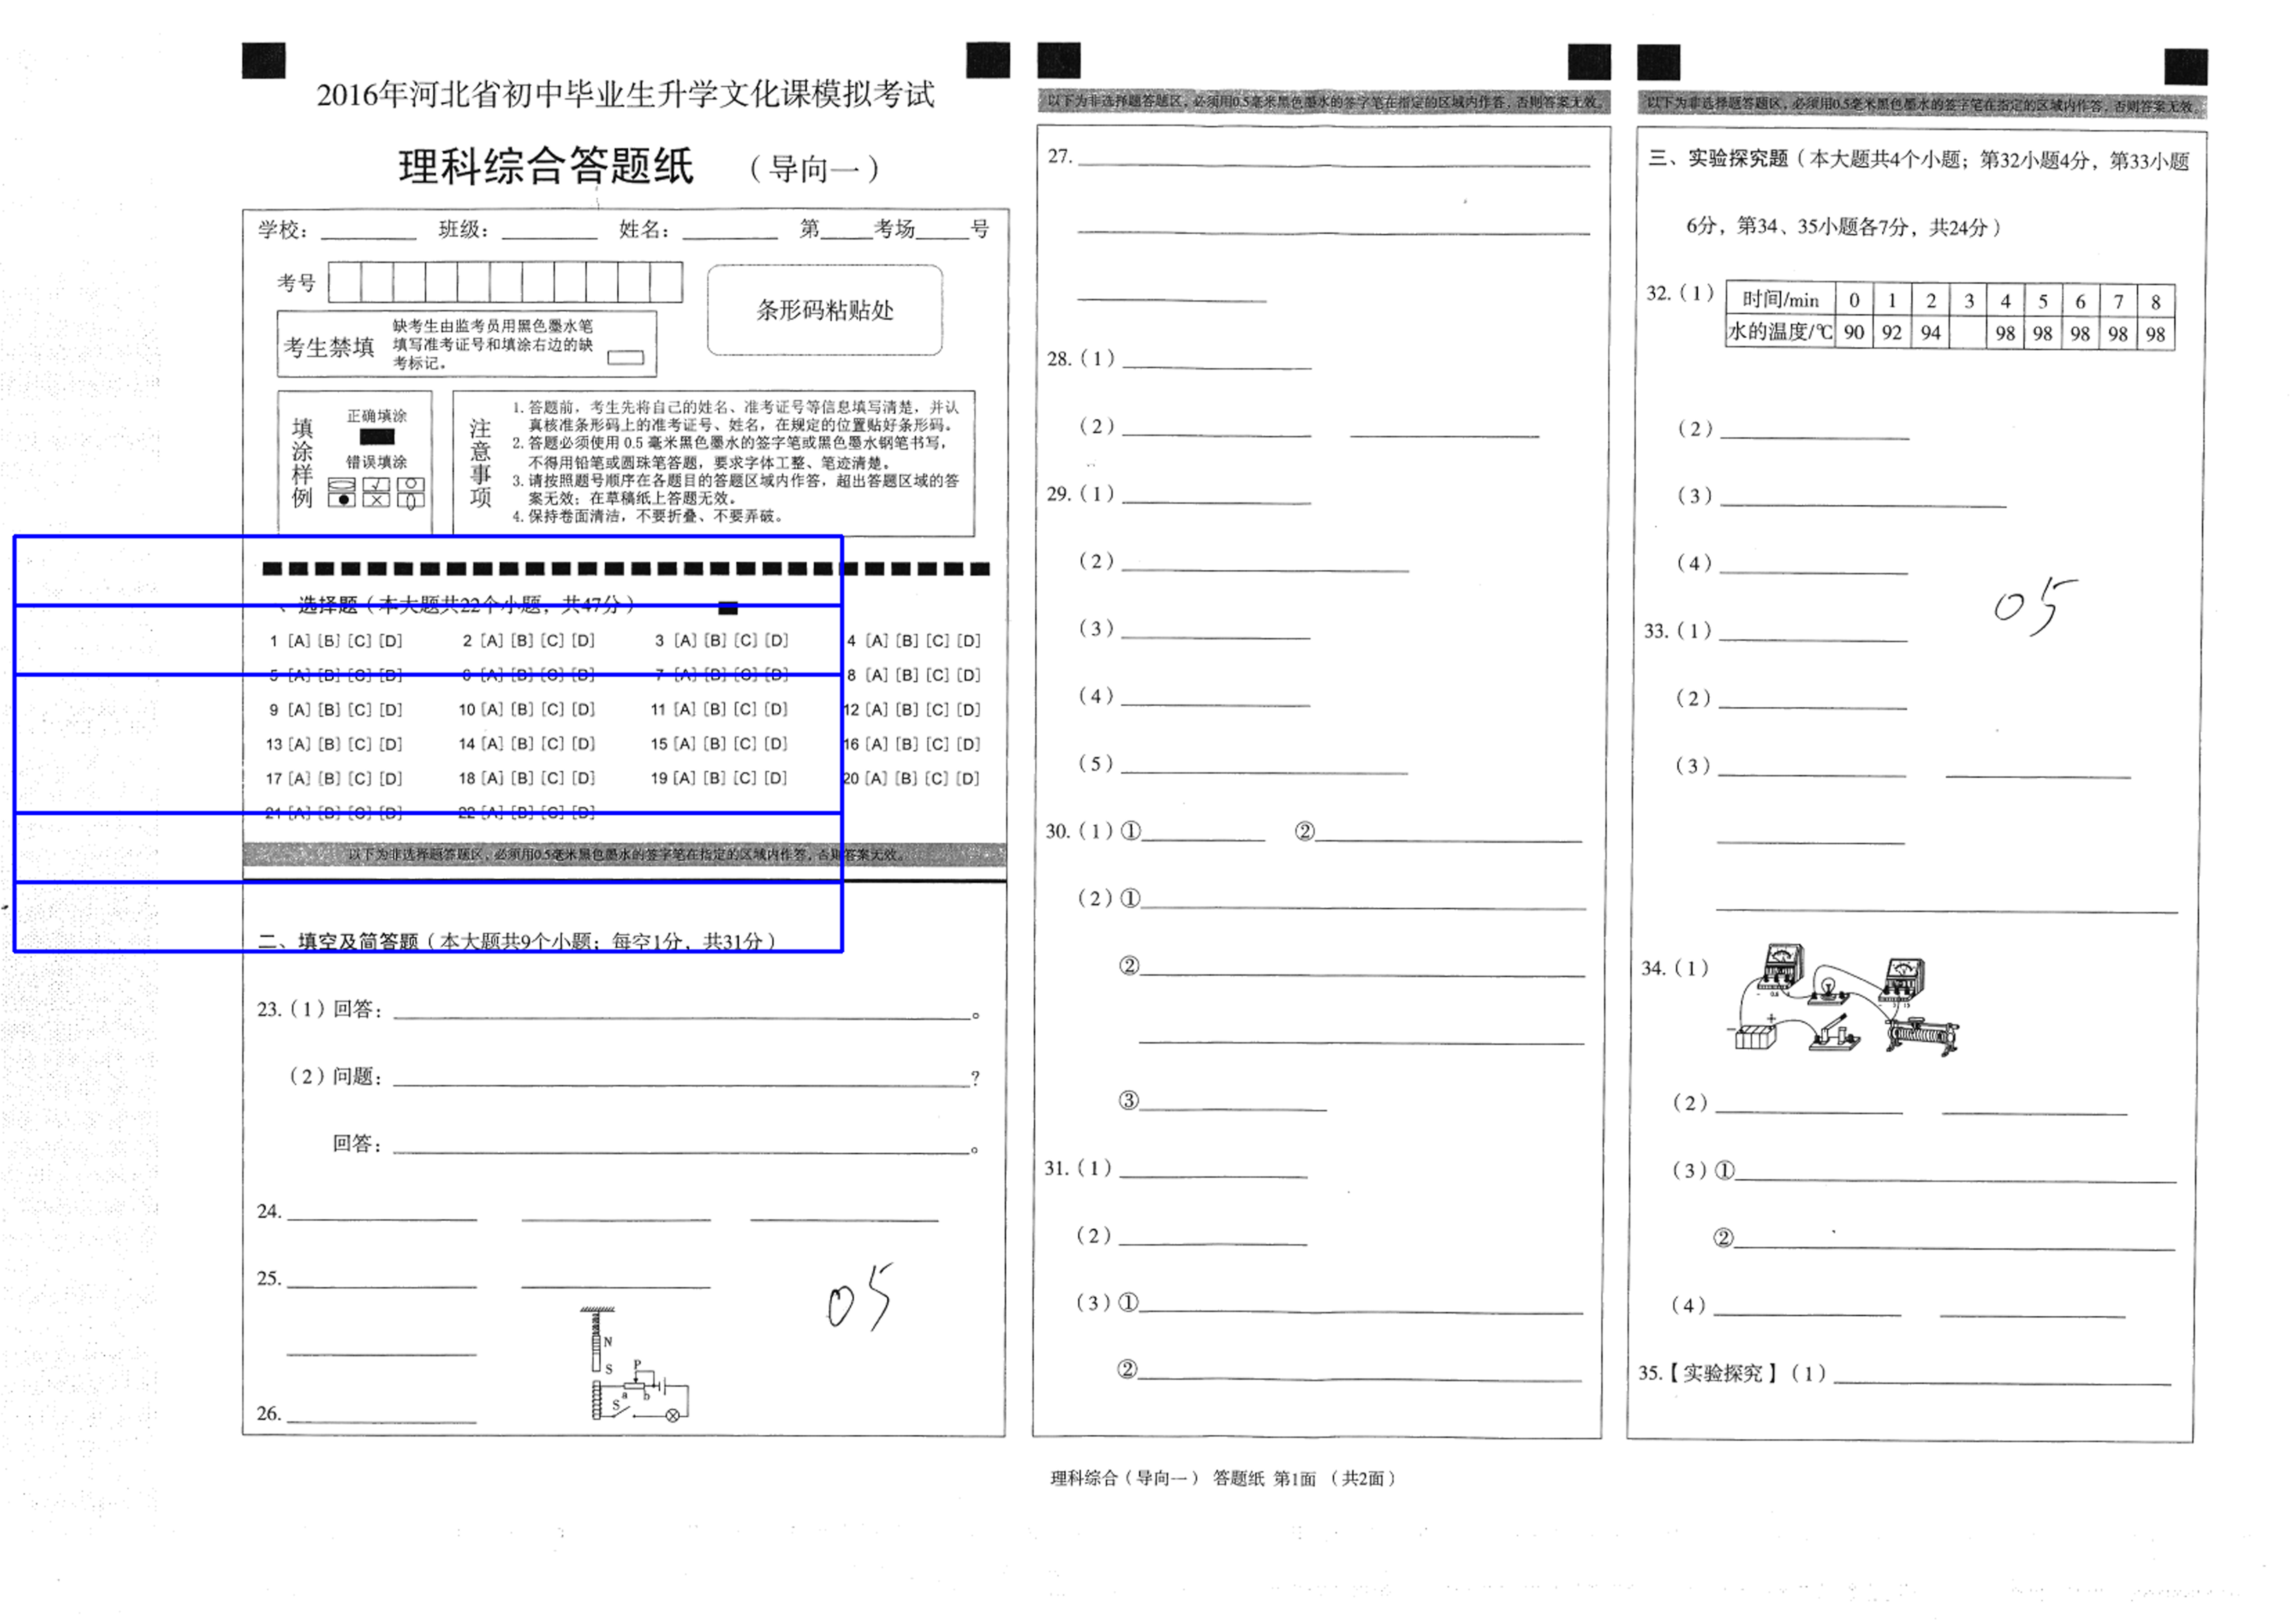 2016年河北省初中毕业生升学文化课模拟考试
理科综合答题纸 （导向一）
学校： 班级： 姓名： 第 考场 号
考号
条形码粘贴处
考生禁填
缺考生由监考员用黑色墨水笔
填写准考证号和填涂右边的缺
考标记。
填涂样例
正确填涂
错误填涂
注意事项
1. 答题前，考生先将自己的姓名、准考证号等信息填写清楚，并认
真核准条形码上的准考证号、姓名，在规定的位置贴好条形码。
2. 答题必须使用 0.5 毫米黑色墨水的签字笔或黑色墨水钢笔书写，
不得用铅笔或圆珠笔答题，要求字体工整、笔迹清楚。
3. 请按照题号顺序在各题目的答题区域内作答，超出答题区域的答
案无效；在草稿纸上答题无效。
4. 保持卷面清洁，不要折叠、不要弄破。
、选择题（本大题共22个小题，共47分）
1 [A] [B] [C] [D] 2 [A] [B] [C] [D] 3 [A] [B] [C] [D] 4 [A] [B] [C] [D]
5 [A] [B] [C] [D] 6 [A] [B] [C] [D] 7 [A] [B] [C] [D] 8 [A] [B] [C] [D]
9 [A] [B] [C] [D] 10 [A] [B] [C] [D] 11 [A] [B] [C] [D] 12 [A] [B] [C] [D]
13 [A] [B] [C] [D] 14 [A] [B] [C] [D] 15 [A] [B] [C] [D] 16 [A] [B] [C] [D]
17 [A] [B] [C] [D] 18 [A] [B] [C] [D] 19 [A] [B] [C] [D] 20 [A] [B] [C] [D]
21 [A] [B] [C] [D] 22 [A] [B] [C] [D]
以下为非选择题答题区，必须用0.5毫米黑色墨水的签字笔在指定的区域内作答，否则答案无效。
二、填空及简答题（本大题共9个小题；每空1分，共31分）
23.（1）回答： 。
（2）问题： ？
回答： 。
24.
25.
05
N
S
P
a b
S
26.
以下为非选择题答题区，必须用0.5毫米黑色墨水的签字笔在指定的区域内作答，否则答案无效。
27.
28.（1）
（2）
29.（1）
（2）
（3）
（4）
（5）
30.（1）① ②
（2）①
②
③
31.（1）
（2）
（3）①
②
理科综合（导向一） 答题纸 第1面 （共2面）
以下为非选择题答题区，必须用0.5毫米黑色墨水的签字笔在指定的区域内作答，否则答案无效。
三、实验探究题（本大题共4个小题；第32小题4分，第33小题
6分，第34、35小题各7分，共24分）
32.（1） 时间/min 0 1 2 3 4 5 6 7 8
水的温度/℃ 90 92 94 98 98 98 98 98
（2）
（3）
（4）
05
33.（1）
（2）
（3）
34.（1）
− +
（2）
（3）①
②
（4）
35.【实验探究】（1）